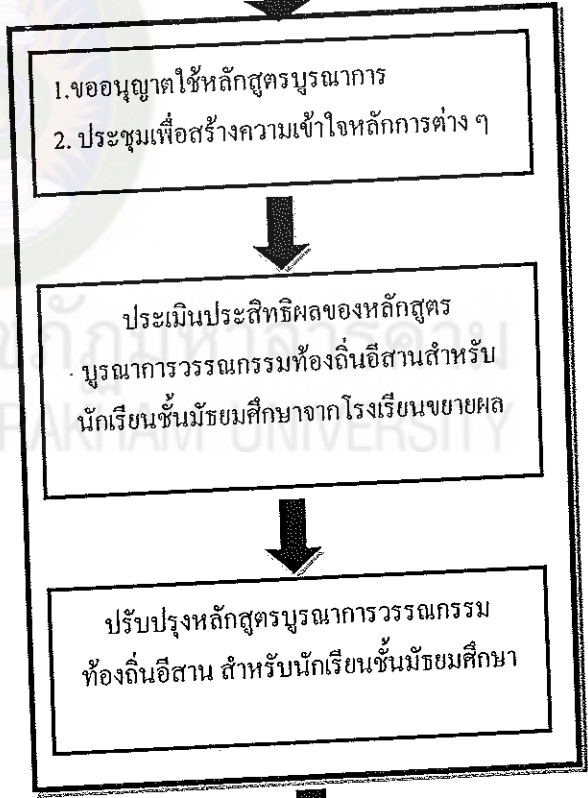 1.ขออนุญาตใช้หลักสูตรบูรณาการ
2. ประชุมเพื่อสร้างความเข้าใจหลักการต่าง ๆ
ประเมินประสิทธิผลของหลักสูตร
บูรณาการวรรณกรรมท้องถิ่นอีสานสำหรับ
นักเรียนชั้นมัธยมศึกษาจากโรงเรียนขยายผล
UNIVERSITY
ปรับปรุงหลักสูตรบูรณาการวรรณกรรม
ท้องถิ่นอีสาน สำหรับนักเรียนชั้นมัธยมศึกษา